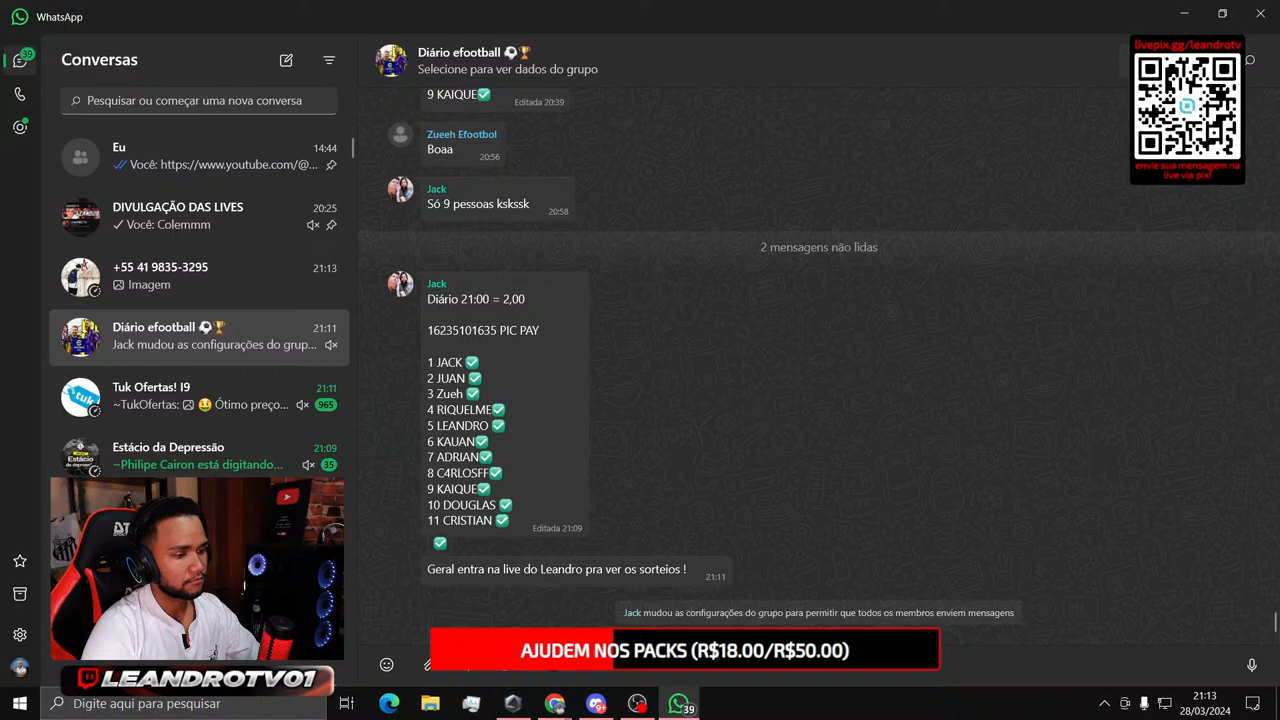 WhatsApp
39
Conversas
Pesquisar ou começar uma nova conversa
Eu
14:44
Você: https://www.youtube.com/@...
DIVULGAÇÃO DAS LIVES
20:25
Você: Colemmm
+55 41 9835-3295
21:13
Imagem
Diário efootball
21:11
Jack mudou as configurações do grup...
Tuk Ofertas! I9
21:11
tuk
~TukOfertas: 🤑 Ótimo preço...
965
Estácio da Depressão
21:09
~Philipe Cairon está digitando...
35
Diário efootball ⚽🏆
Selecione para ver dados do grupo
9 KAIQUE✅
Editada 20:39
Zueeh Efootbol
Boaa
20:56
Jack
Só 9 pessoas kskssk
20:58
2 mensagens não lidas
Jack
Diário 21:00 = 2,00
16235101635 PIC PAY
1 JACK ✅
2 JUAN ✅
3 Zueh ✅
4 RIQUELME✅
5 LEANDRO ✅
6 KAUAN✅
7 ADRIAN✅
8 C4RLOSFF✅
9 KAIQUE✅
10 DOUGLAS ✅
11 CRISTIAN ✅
Editada 21:09
✅
Geral entra na live do Leandro pra ver os sorteios !
21:11
Jack mudou as configurações do grupo para permitir que todos os membros enviem mensagens
livepix.gg/leandrotv
envie sua mensagem na
live via pix!
AJUDEM NOS PACKS (R$18.00/R$50.00)
LEANDROTV01
Digite aqui para pesquisar
39
21:13
28/03/2024